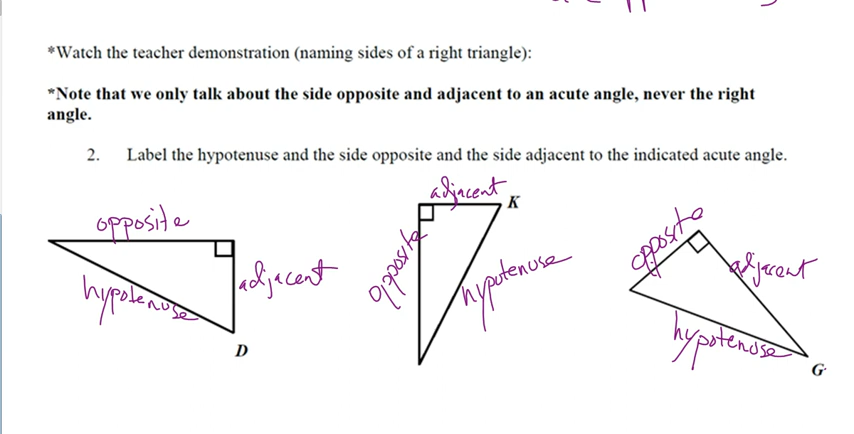 *Watch the teacher demonstration (naming sides of a right triangle):
*Note that we only talk about the side opposite and adjacent to an acute angle, never the right
angle.
2. Label the hypotenuse and the side opposite and the side adjacent to the indicated acute angle.
opposite
adjacent
hypotenuse
D
adjacent
K
opposite
hypotenuse
opposite
adjacent
hypotenuse
G